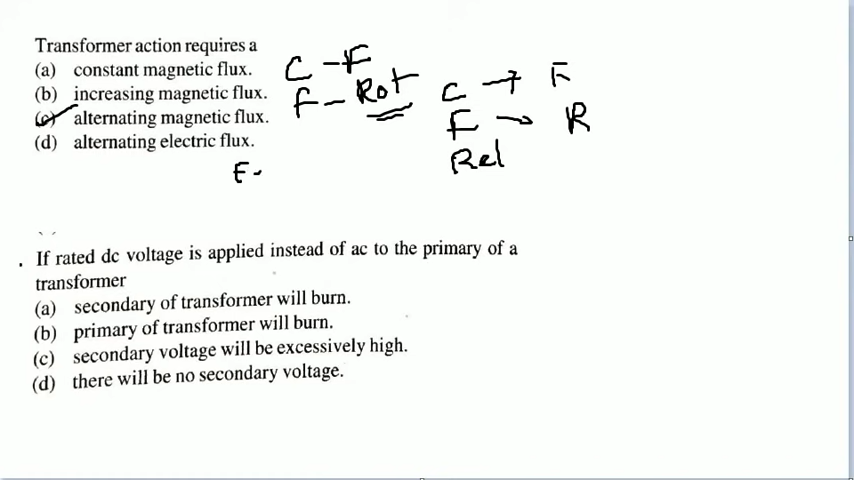 Transformer action requires a
(a) constant magnetic flux.
(b) increasing magnetic flux.
(c) alternating magnetic flux.
(d) alternating electric flux.
C - F
F - Rot
C → F
F → R
Rel
F-
. If rated dc voltage is applied instead of ac to the primary of a
transformer
(a) secondary of transformer will burn.
(b) primary of transformer will burn.
(c) secondary voltage will be excessively high.
(d) there will be no secondary voltage.